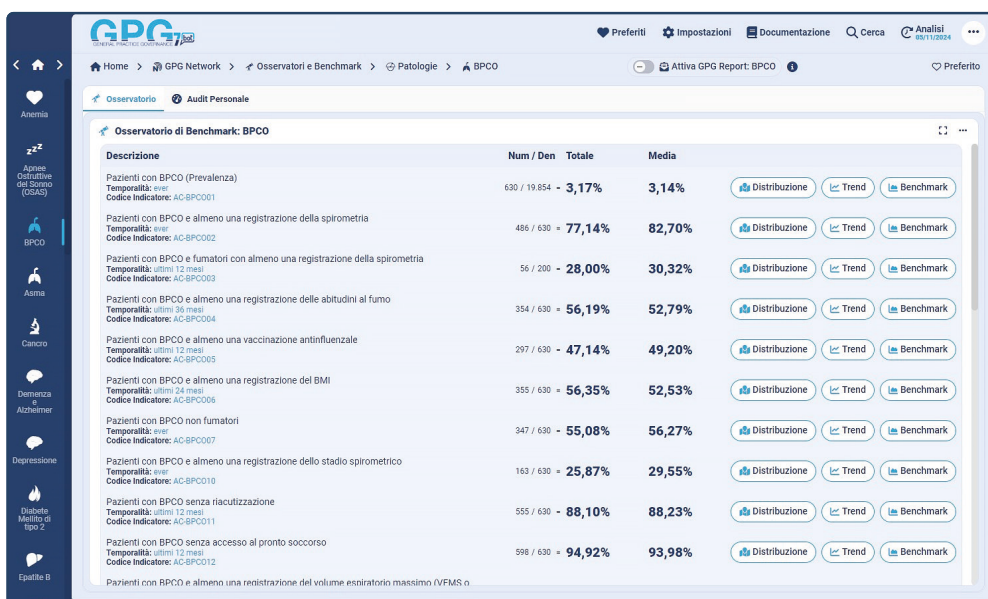 GPG
GENERAL PRACTICE GOVERNANCE
Preferiti
Impostazioni
Documentazione
Cerca
Analisi
05/11/2024
Home > GPG Network > Osservatori e Benchmark > Patologie > BPCO
Attiva GPG Report: BPCO
Preferito
Anemia
zZZ
Apnee
Ostruttive
del Sonno
(OSAS)
BPCO
Asma
Cancro
Demenza
e
Alzheimer
Depressione
Diabete
Mellito di
tipo 2
Epatite B
Osservatorio
Audit Personale
Osservatorio di Benchmark: BPCO
Descrizione Num / Den Totale Media
Pazienti con BPCO (Prevalenza)
Temporalità: ever
Codice Indicatore: AC-BPCO01
630 / 19.854 = 3,17% 3,14% Distribuzione Trend Benchmark
Pazienti con BPCO e almeno una registrazione della spirometria
Temporalità: ever
Codice Indicatore: AC-BPCO02
486 / 630 = 77,14% 82,70% Distribuzione Trend Benchmark
Pazienti con BPCO e fumatori con almeno una registrazione della spirometria
Temporalità: ultimi 12 mesi
Codice Indicatore: AC-BPCO03
56 / 200 = 28,00% 30,32% Distribuzione Trend Benchmark
Pazienti con BPCO e almeno una registrazione delle abitudini al fumo
Temporalità: ultimi 36 mesi
Codice Indicatore: AC-BPCO04
354 / 630 = 56,19% 52,79% Distribuzione Trend Benchmark
Pazienti con BPCO e almeno una vaccinazione antinfluenzale
Temporalità: ultimi 12 mesi
Codice Indicatore: AC-BPCO05
297 / 630 = 47,14% 49,20% Distribuzione Trend Benchmark
Pazienti con BPCO e almeno una registrazione del BMI
Temporalità: ultimi 24 mesi
Codice Indicatore: AC-BPCO06
355 / 630 = 56,35% 52,53% Distribuzione Trend Benchmark
Pazienti con BPCO non fumatori
Temporalità: ever
Codice Indicatore: AC-BPCO07
347 / 630 = 55,08% 56,27% Distribuzione Trend Benchmark
Pazienti con BPCO e almeno una registrazione dello stadio spirometrico
Temporalità: ever
Codice Indicatore: AC-BPCO10
163 / 630 = 25,87% 29,55% Distribuzione Trend Benchmark
Pazienti con BPCO senza riacutizzazione
Temporalità: ultimi 12 mesi
Codice Indicatore: AC-BPCO11
555 / 630 = 88,10% 88,23% Distribuzione Trend Benchmark
Pazienti con BPCO senza accesso al pronto soccorso
Temporalità: ultimi 12 mesi
Codice Indicatore: AC-BPCO12
598 / 630 = 94,92% 93,98% Distribuzione Trend Benchmark
Pazienti con BPCO e almeno una registrazione del volume espiratorio massimo (VEMS o